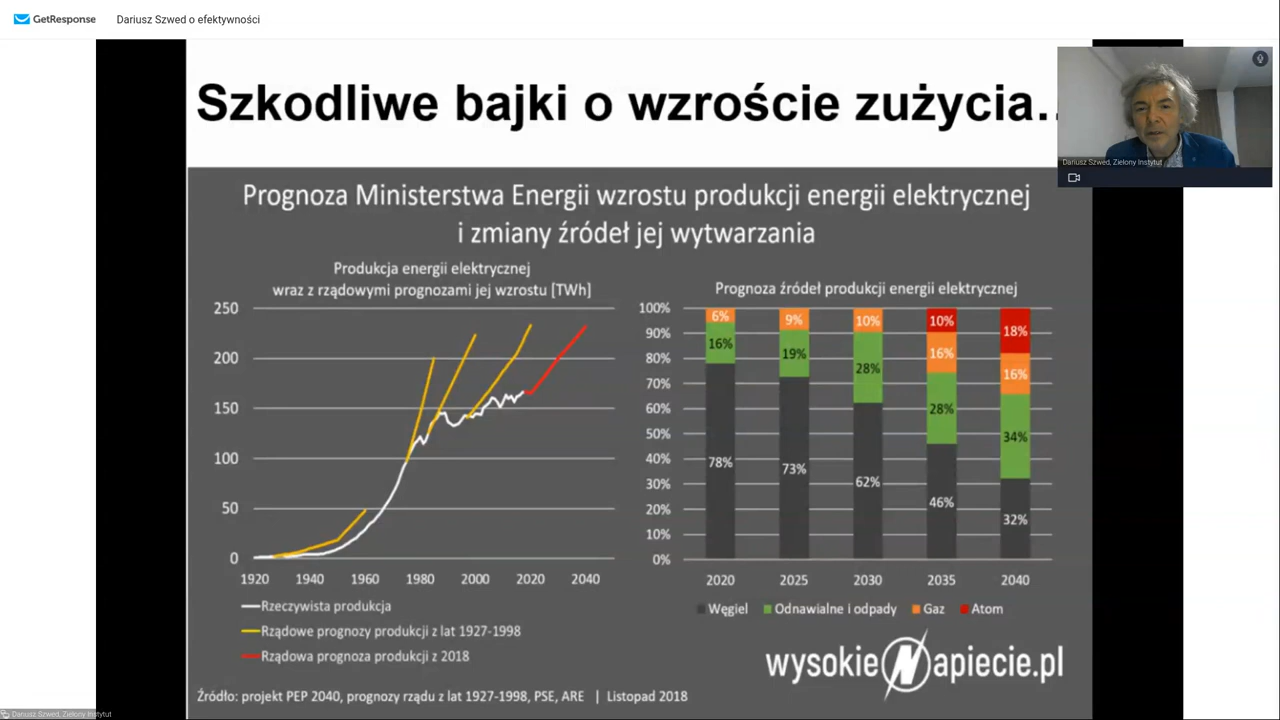 GetResponse
Dariusz Szwed o efektywności
Szkodliwe bajki o wzroście zużycia..
Dariusz Szwed, Zielony Instytut
Prognoza Ministerstwa Energii wzrostu produkcji energii elektrycznej
i zmiany źródeł jej wytwarzania
Produkcja energii elektrycznej
wraz z rządowymi prognozami jej wzrostu [TWh]
250
200
150
100
50
0
1920 1940 1960 1980 2000 2020 2040
Rzeczywista produkcja
Rządowe prognozy produkcji z lat 1927-1998
Rządowa prognoza produkcji z 2018
Prognoza źródeł produkcji energii elektrycznej
100%
90%
80%
70%
60%
50%
40%
30%
20%
10%
0%
6% 9% 10% 10% 18%
16% 19% 28% 16% 16%
28% 34%
78% 73% 62% 46% 32%
2020 2025 2030 2035 2040
Węgiel Odnawialne i odpady Gaz Atom
wysokieNapiecie.pl
Źródło: projekt PEP 2040, prognozy rządu z lat 1927-1998, PSE, ARE | Listopad 2018
Dariusz Szwed, Zielony Instytut